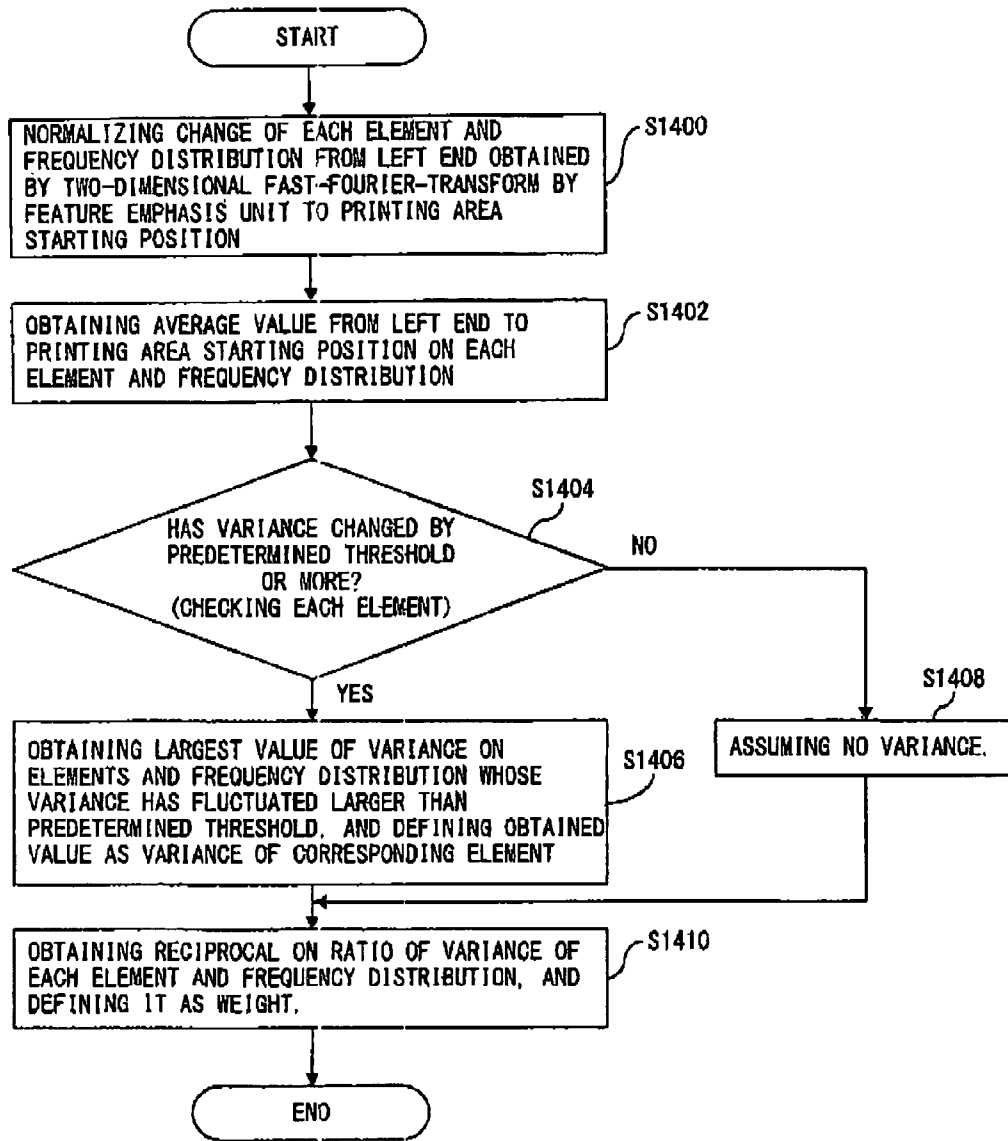 START
S1400
NORMALIZING CHANGE OF EACH ELEMENT AND
FREQUENCY DISTRIBUTION FROM LEFT END OBTAINED
BY TWO-DIMENSIONAL FAST-FOURIER-TRANSFORM BY
FEATURE EMPHASIS UNIT TO PRINTING AREA
STARTING POSITION
S1402
OBTAINING AVERAGE VALUE FROM LEFT END TO
PRINTING AREA STARTING POSITION ON EACH
ELEMENT AND FREQUENCY DISTRIBUTION
S1404
HAS VARIANCE CHANGED BY
PREDETERMINED THRESHOLD
OR MORE?
(CHECKING EACH ELEMENT)
NO
YES
S1408
ASSUMING NO VARIANCE.
S1406
OBTAINING LARGEST VALUE OF VARIANCE ON
ELEMENTS AND FREQUENCY DISTRIBUTION WHOSE
VARIANCE HAS FLUCTUATED LARGER THAN
PREDETERMINED THRESHOLD, AND DEFINING OBTAINED
VALUE AS VARIANCE OF CORRESPONDING ELEMENT
S1410
OBTAINING RECIPROCAL ON RATIO OF VARIANCE OF
EACH ELEMENT AND FREQUENCY DISTRIBUTION, AND
DEFINING IT AS WEIGHT.
END